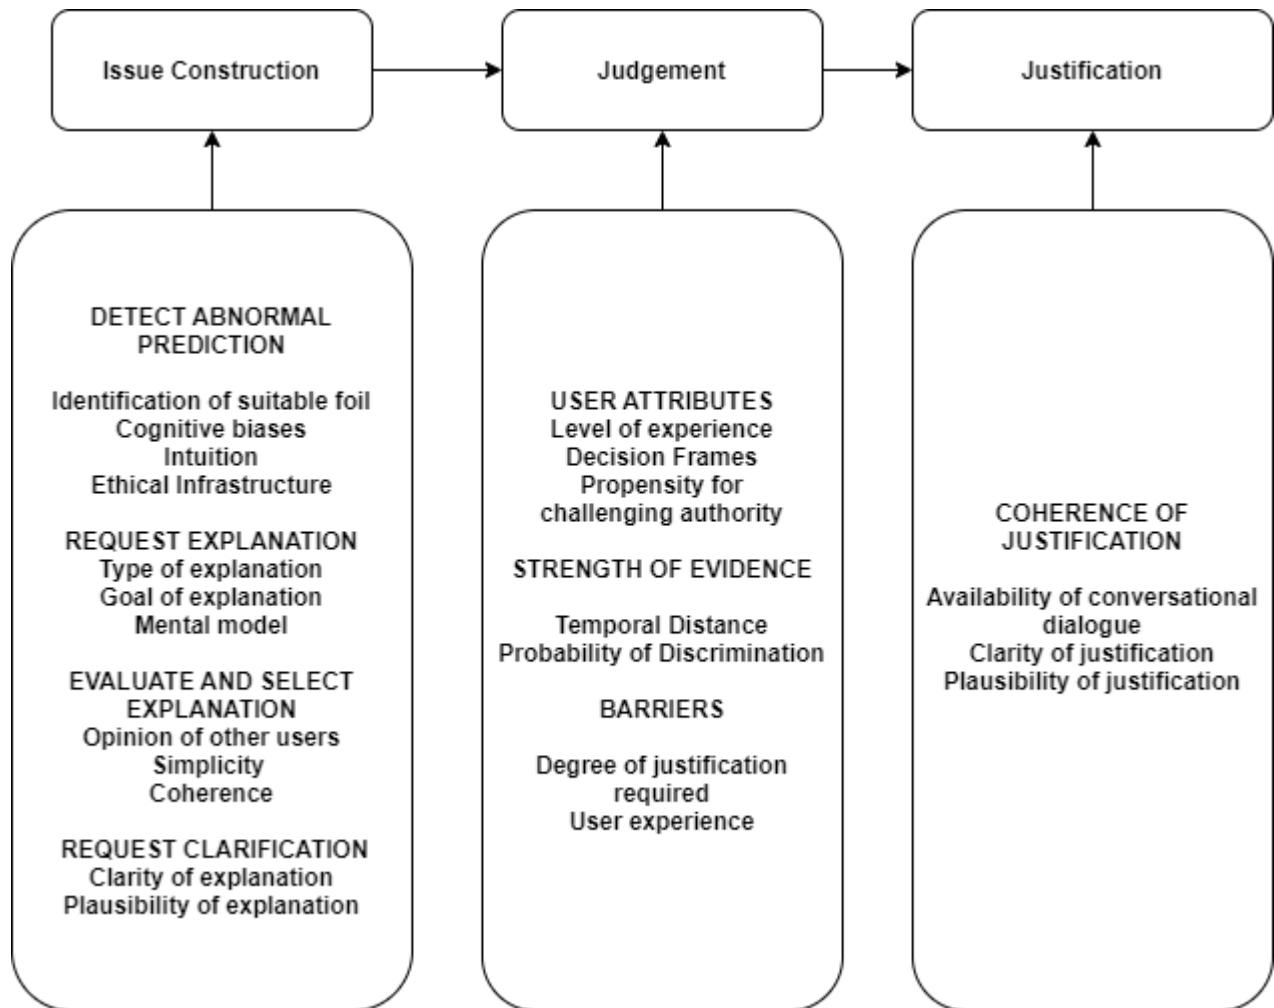 Issue Construction
Judgement
Justification
DETECT ABNORMAL
PREDICTION
Identification of suitable foil
Cognitive biases
Intuition
Ethical Infrastructure
REQUEST EXPLANATION
Type of explanation
Goal of explanation
Mental model
EVALUATE AND SELECT
EXPLANATION
Opinion of other users
Simplicity
Coherence
REQUEST CLARIFICATION
Clarity of explanation
Plausibility of explanation
USER ATTRIBUTES
Level of experience
Decision Frames
Propensity for
challenging authority
STRENGTH OF EVIDENCE
Temporal Distance
Probability of Discrimination
BARRIERS
Degree of justification
required
User experience
COHERENCE OF
JUSTIFICATION
Availability of conversational
dialogue
Clarity of justification
Plausibility of justification